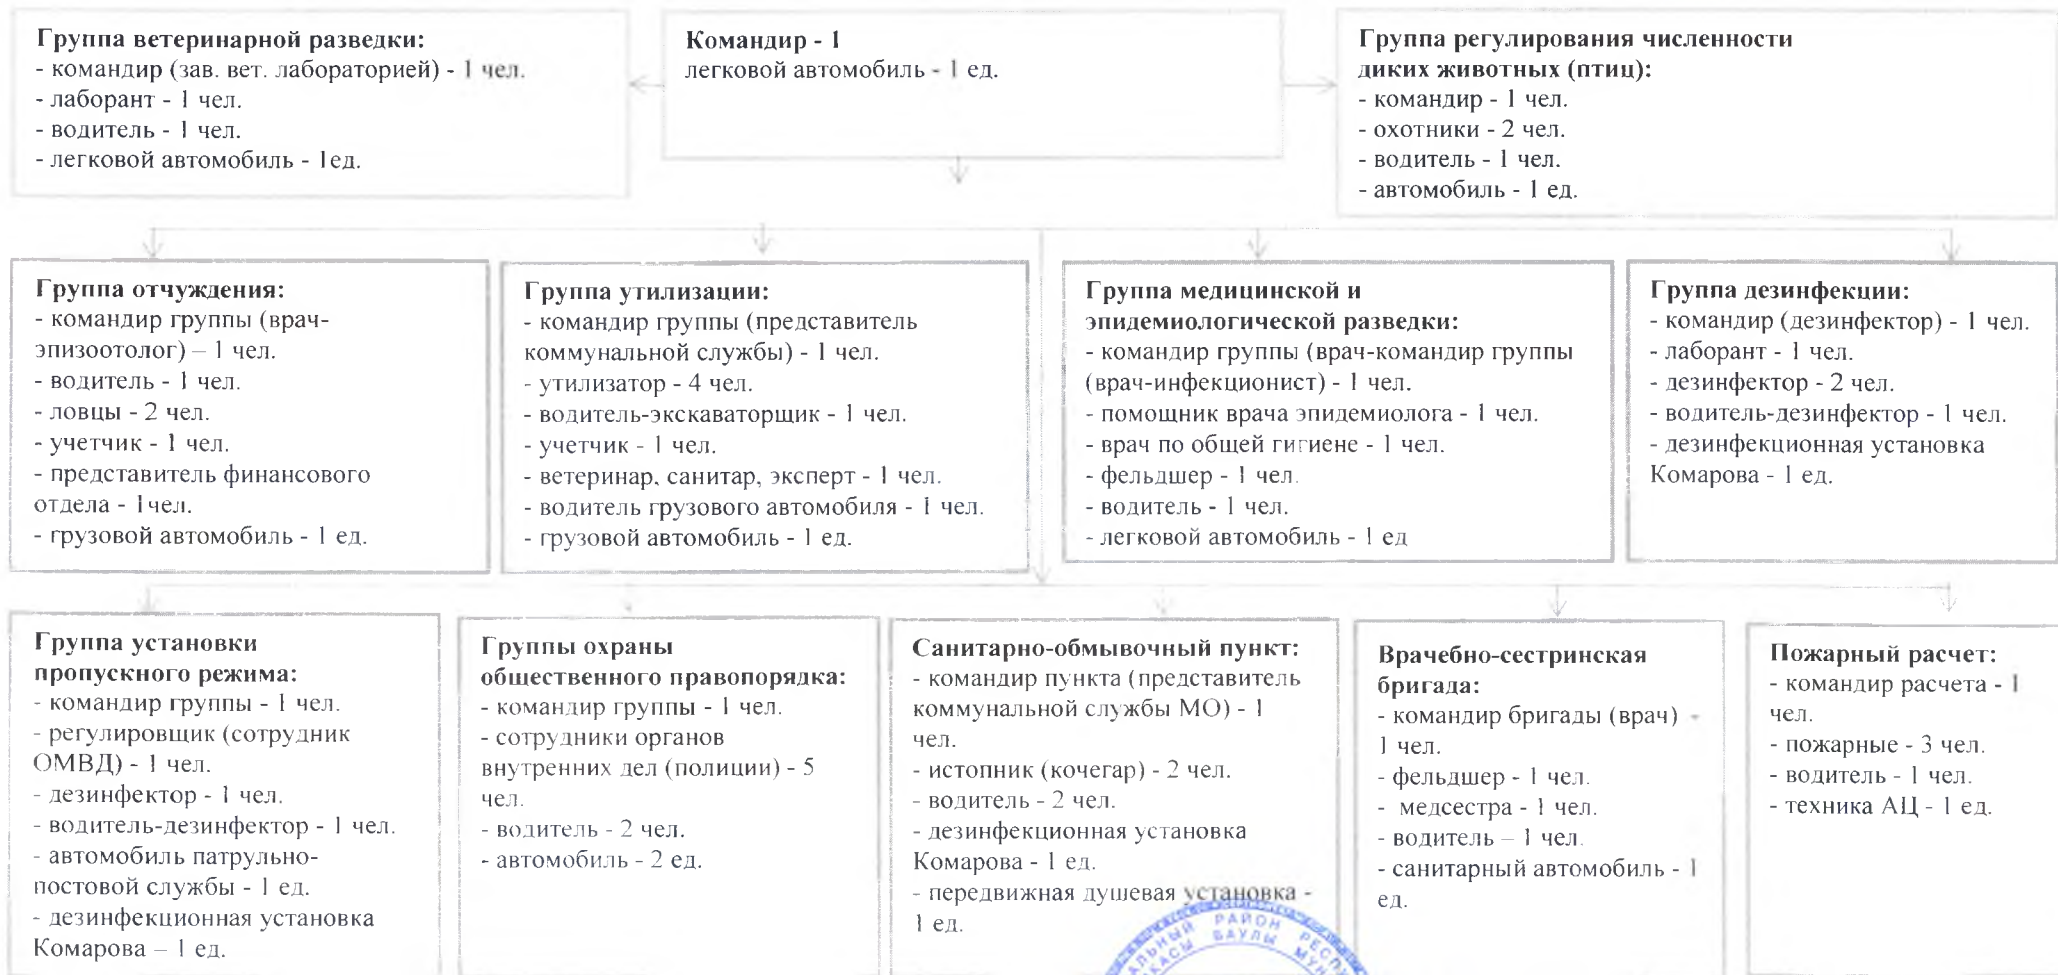 Группа ветеринарной разведки:
- командир (зав. вет. лабораторией) - 1 чел.
- лаборант - 1 чел.
- водитель - 1 чел.
- легковой автомобиль - 1ед.
Командир - 1
легковой автомобиль - 1 ед.
Группа регулирования численности
диких животных (птиц):
- командир - 1 чел.
- охотники - 2 чел.
- водитель - 1 чел.
- автомобиль - 1 ед.
Группа отчуждения:
- командир группы (врач-
эпизоотолог) – 1 чел.
- водитель - 1 чел.
- ловцы - 2 чел.
- учетчик - 1 чел.
- представитель финансового
отдела - 1чел.
- грузовой автомобиль - 1 ед.
Группа утилизации:
- командир группы (представитель
коммунальной службы) - 1 чел.
- утилизатор - 4 чел.
- водитель-экскаваторщик - 1 чел.
- учетчик - 1 чел.
- ветеринар, санитар, эксперт - 1 чел.
- водитель грузового автомобиля - 1 чел.
- грузовой автомобиль - 1 ед.
Группа медицинской и
эпидемиологической разведки:
- командир группы (врач-командир группы
(врач-инфекционист) - 1 чел.
- помощник врача эпидемиолога - 1 чел.
- врач по общей гигиене - 1 чел.
- фельдшер - 1 чел.
- водитель - 1 чел.
- легковой автомобиль - 1 ед
Группа дезинфекции:
- командир (дезинфектор) - 1 чел.
- лаборант - 1 чел.
- дезинфектор - 2 чел.
- водитель-дезинфектор - 1 чел.
- дезинфекционная установка
Комарова - 1 ед.
Группа установки
пропускного режима:
- командир группы - 1 чел.
- регулировщик (сотрудник
ОМВД) - 1 чел.
- дезинфектор - 1 чел.
- водитель-дезинфектор - 1 чел.
- автомобиль патрульно-
постовой службы - 1 ед.
- дезинфекционная установка
Комарова – 1 ед.
Группы охраны
общественного правопорядка:
- командир группы - 1 чел.
- сотрудники органов
внутренних дел (полиции) - 5
чел.
- водитель - 2 чел.
- автомобиль - 2 ед.
Санитарно-обмывочный пункт:
- командир пункта (представитель
коммунальной службы МО) - 1
чел.
- истопник (кочегар) - 2 чел.
- водитель - 2 чел.
- дезинфекционная установка
Комарова - 1 ед.
- передвижная душевая установка -
1 ед.
Врачебно-сестринская
бригада:
- командир бригады (врач) -
1 чел.
- фельдшер - 1 чел.
- медсестра - 1 чел.
- водитель – 1 чел.
- санитарный автомобиль - 1
ед.
Пожарный расчет:
- командир расчета - 1
чел.
- пожарные - 3 чел.
- водитель - 1 чел.
- техника АЦ - 1 ед.
РАЙОН
БАУЛЫ